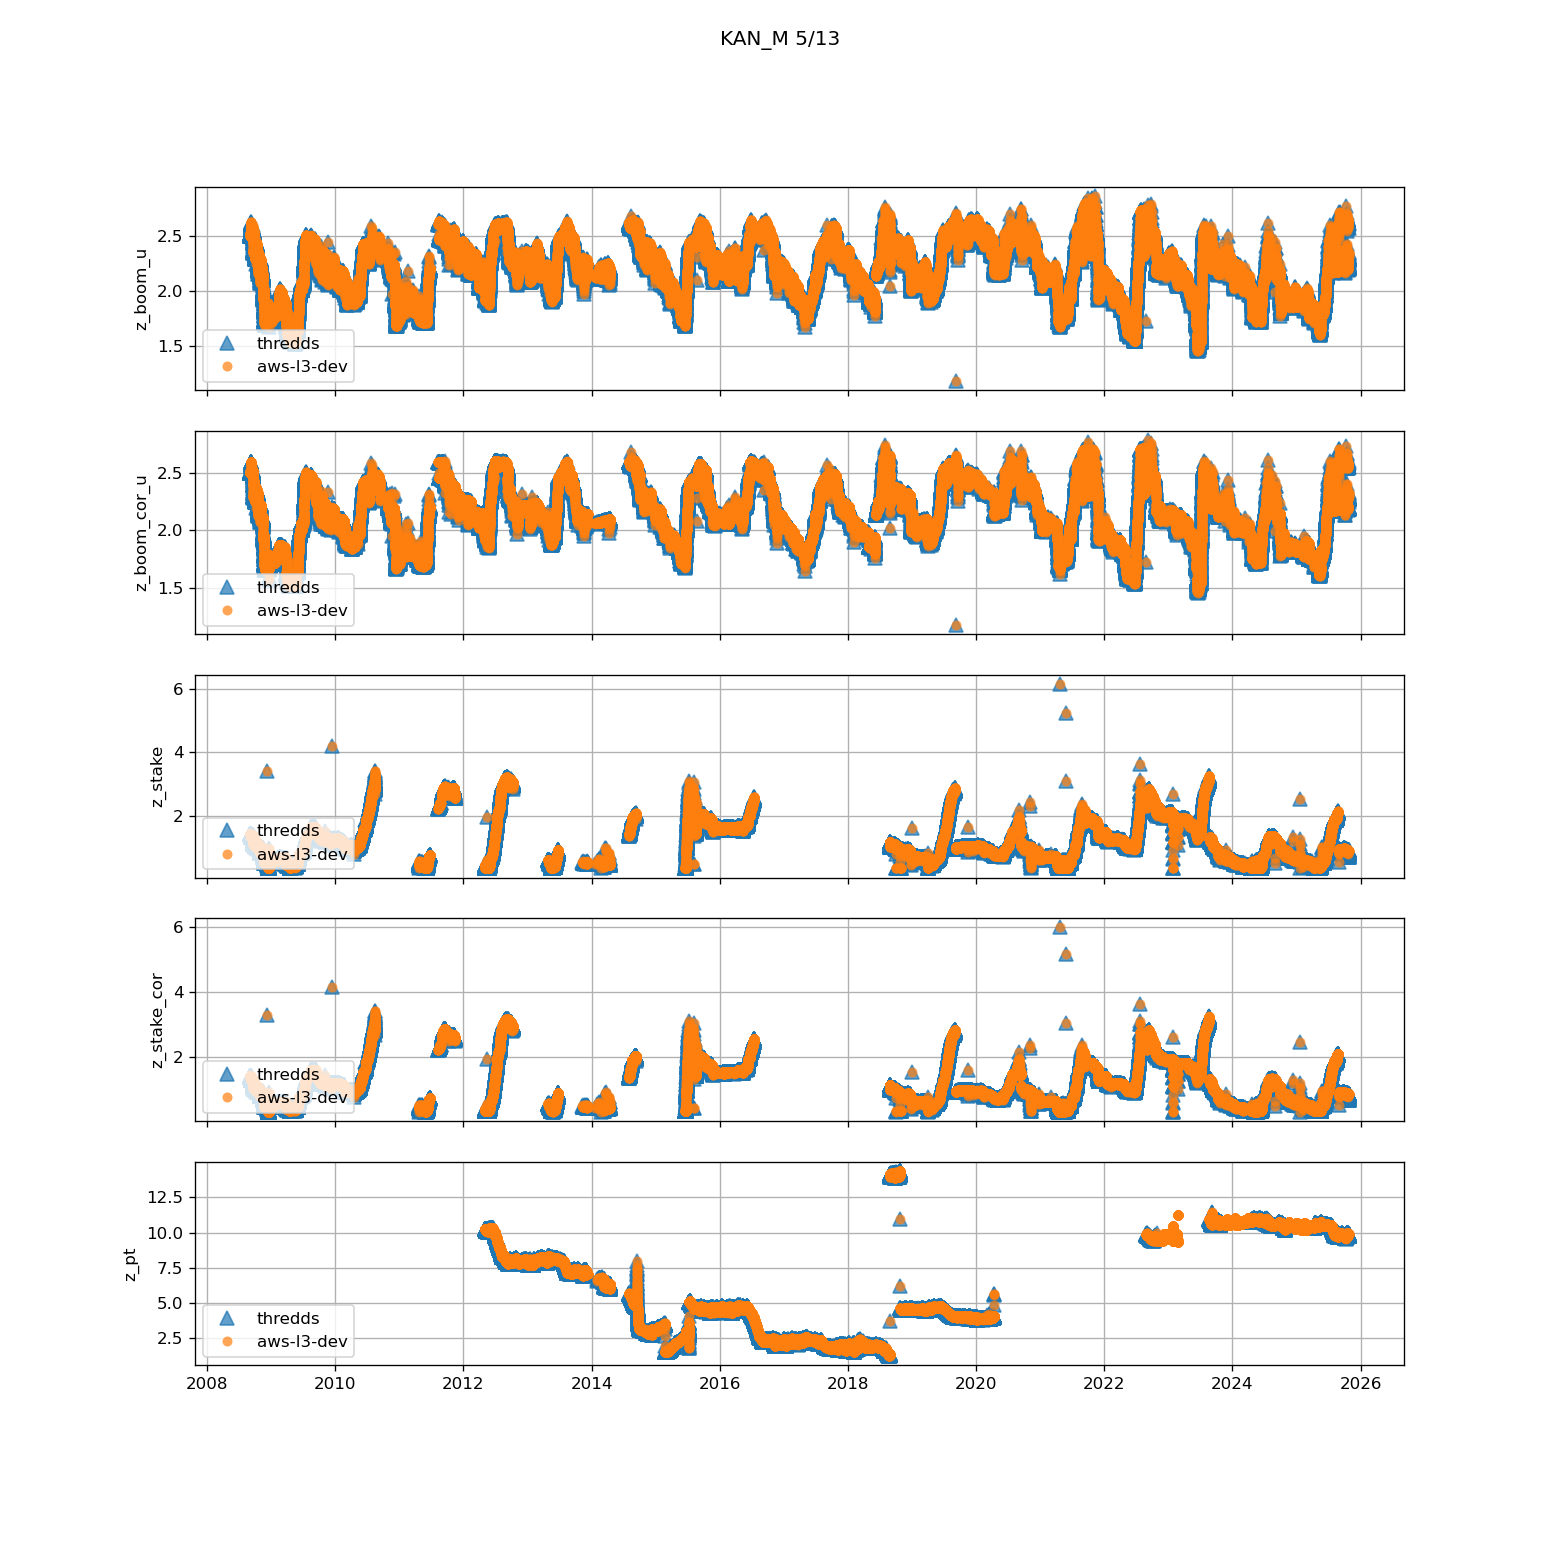 KAN_M 5/13
z_boom_u
2.5
2.0
1.5
thredds
aws-l3-dev
z_boom_cor_u
2.5
2.0
1.5
thredds
aws-l3-dev
z_stake
6
4
2
thredds
aws-l3-dev
z_stake_cor
6
4
2
thredds
aws-l3-dev
z_pt
12.5
10.0
7.5
5.0
2.5
thredds
aws-l3-dev
2008 2010 2012 2014 2016 2018 2020 2022 2024 2026